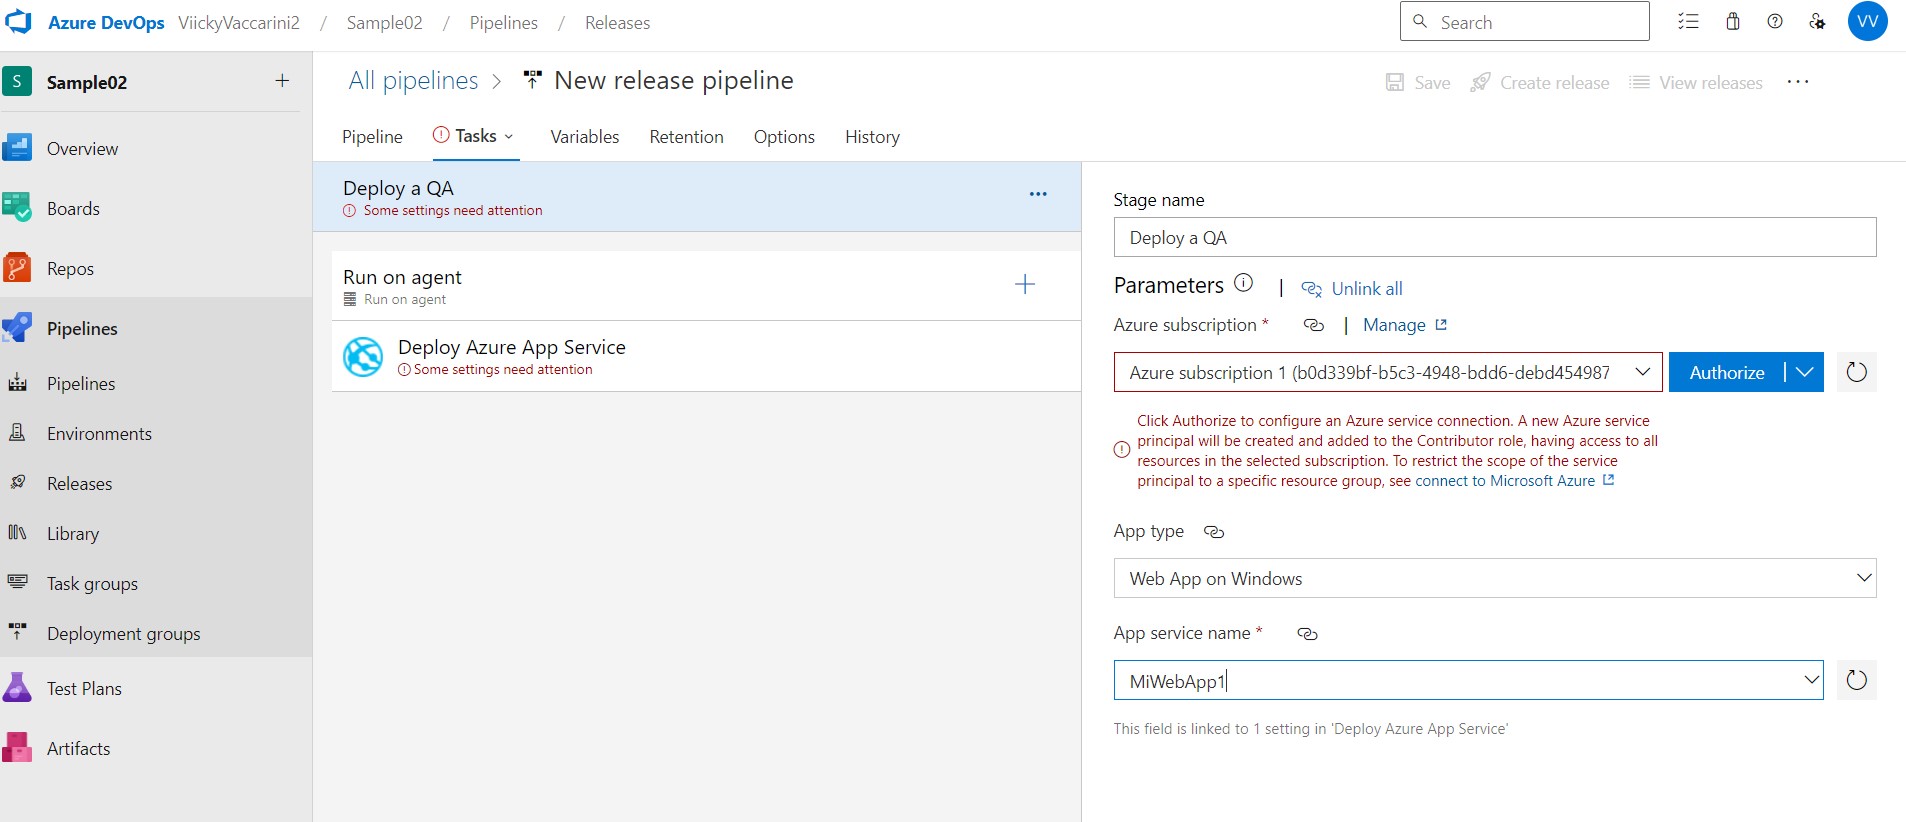 Azure DevOps ViickyVaccarini2 / Sample02 / Pipelines / Releases
Search
VV
S Sample02
Overview
Boards
Repos
Pipelines
Pipelines
Environments
Releases
Library
Task groups
Deployment groups
Test Plans
Artifacts
All pipelines > New release pipeline
Save Create release View releases ...
Pipeline Tasks Variables Retention Options History
Deploy a QA
Some settings need attention
Run on agent
Run on agent
Deploy Azure App Service
Some settings need attention
Stage name
Deploy a QA
Parameters | Unlink all
Azure subscription * | Manage
Azure subscription 1 (b0d339bf-b5c3-4948-bdd6-debd454987
Authorize
Click Authorize to configure an Azure service connection. A new Azure service
principal will be created and added to the Contributor role, having access to all
resources in the selected subscription. To restrict the scope of the service
principal to a specific resource group, see connect to Microsoft Azure
App type
Web App on Windows
App service name *
MiWebApp1
This field is linked to 1 setting in 'Deploy Azure App Service'